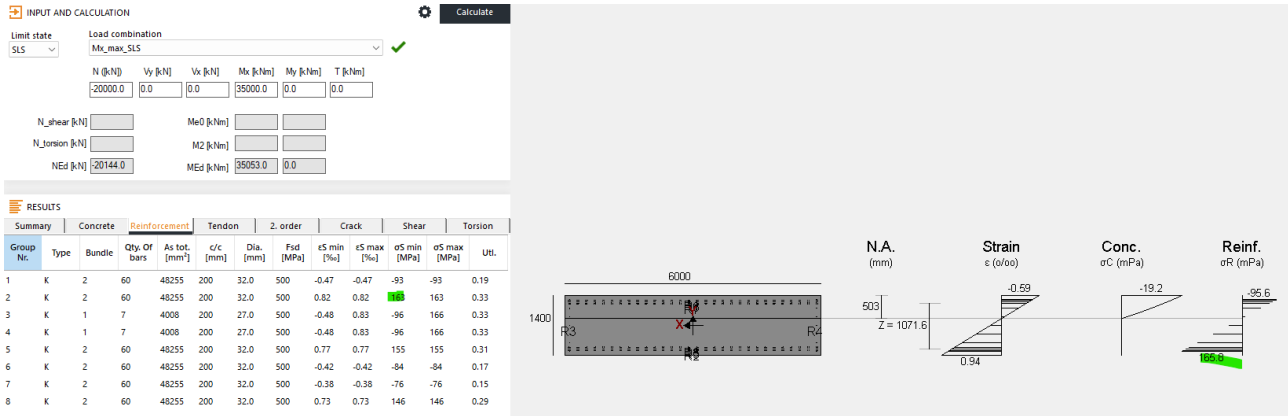 INPUT AND CALCULATION
Calculate
Limit state
Load combination
SLS
Mx_max_SLS
N ([kN]) Vy [kN] Vx [kN] Mx [kNm] My [kNm] T [kNm]
-20000.0 0.0 0.0 35000.0 0.0 0.0
N_shear [kN] Me0 [kNm]
N_torsion [kN] M2 [kNm]
NEd [kN] -20144.0 MEd [kNm] 35053.0 0.0
RESULTS
Summary Concrete Reinforcement Tendon 2. order Crack Shear Torsion
Group Nr. Type Bundle Qty. Of bars As tot. [mm²] c/c [mm] Dia. [mm] Fsd [MPa] εS min [‰] εS max [‰] σS min [MPa] σS max [MPa] Utl.
1 K 2 60 48255 200 32.0 500 -0.47 -0.47 -93 -93 0.19
2 K 2 60 48255 200 32.0 500 0.82 0.82 163 163 0.33
3 K 1 7 4008 200 27.0 500 -0.48 0.83 -96 166 0.33
4 K 1 7 4008 200 27.0 500 -0.48 0.83 -96 166 0.33
5 K 2 60 48255 200 32.0 500 0.77 0.77 155 155 0.31
6 K 2 60 48255 200 32.0 500 -0.42 -0.42 -84 -84 0.17
7 K 2 60 48255 200 32.0 500 -0.38 -0.38 -76 -76 0.15
8 K 2 60 48255 200 32.0 500 0.73 0.73 146 146 0.29
N.A.
(mm)
Strain
ε (o/oo)
Conc.
σC (mPa)
Reinf.
σR (mPa)
6000
1400
R3
X
R4
503
Z = 1071.6
-0.59
0.94
-19.2
-95.6
165.8